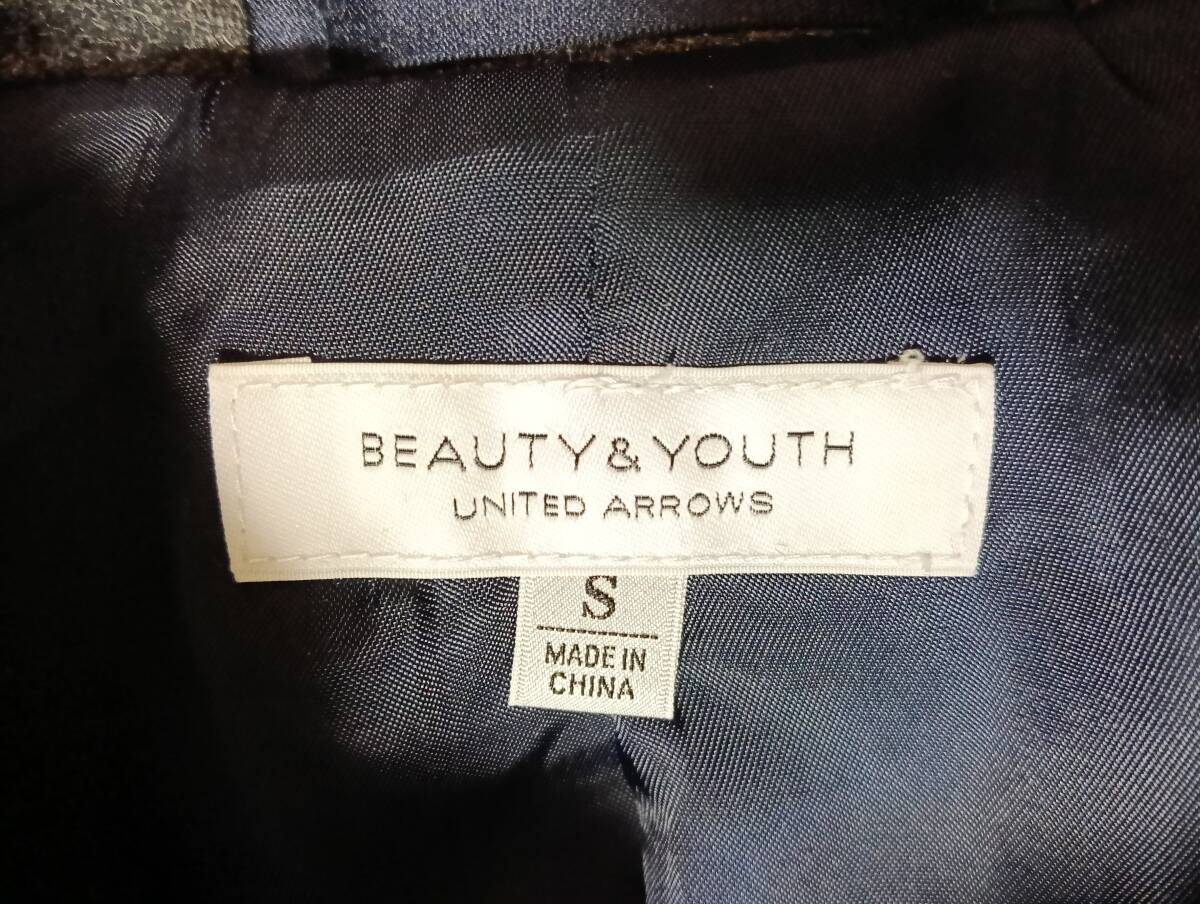 BEAUTY&YOUTH
UNITED ARROWS
S
MADE IN
CHINA